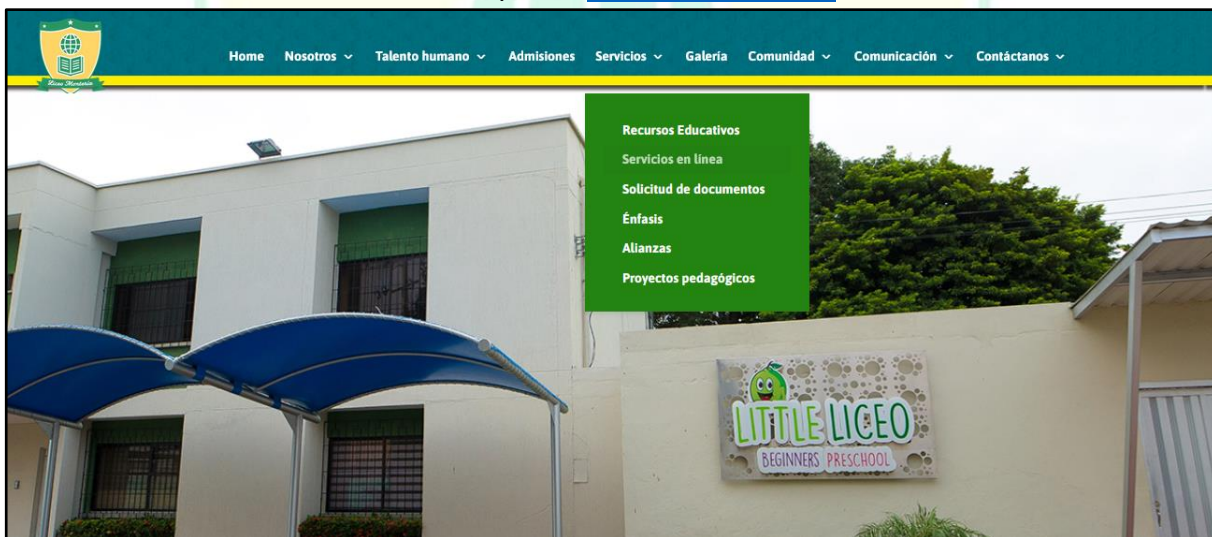 Home Nosotros Talento humano Admisiones Servicios Galería Comunidad Comunicación Contáctanos
Recursos Educativos
Servicios en línea
Solicitud de documentos
Énfasis
Alianzas
Proyectos pedagógicos
LITTLE LICEO
BEGINNERS PRESCHOOL